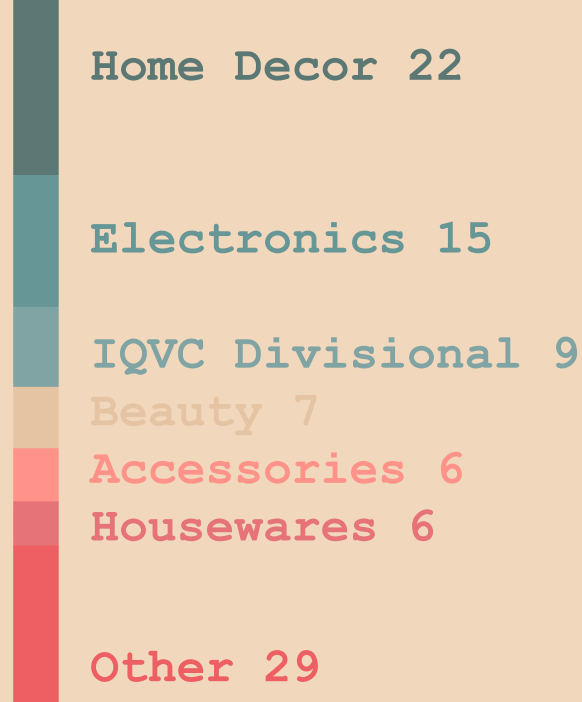 Home Decor 22
Electronics 15
IQVC Divisional 9
Beauty 7
Accessories 6
Housewares 6
Other 29